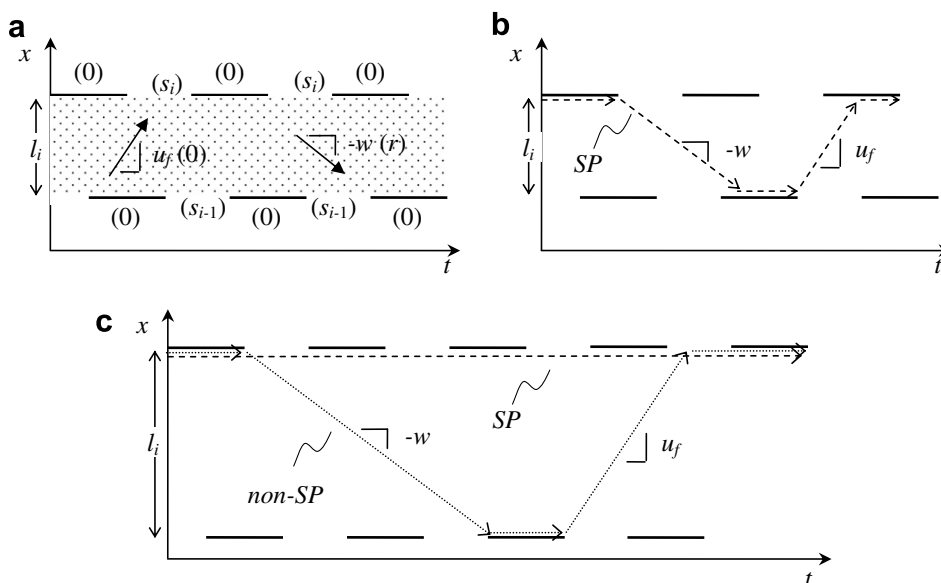 a
x
(0) (0) (0)
(s_i) (s_i)
l_i
u_f (0)
-w (r)
(0) (s_{i-1}) (0) (s_{i-1}) (0)
t
b
x
l_i
SP
-w
u_f
t
c
x
l_i
SP
-w
u_f
non-SP
t